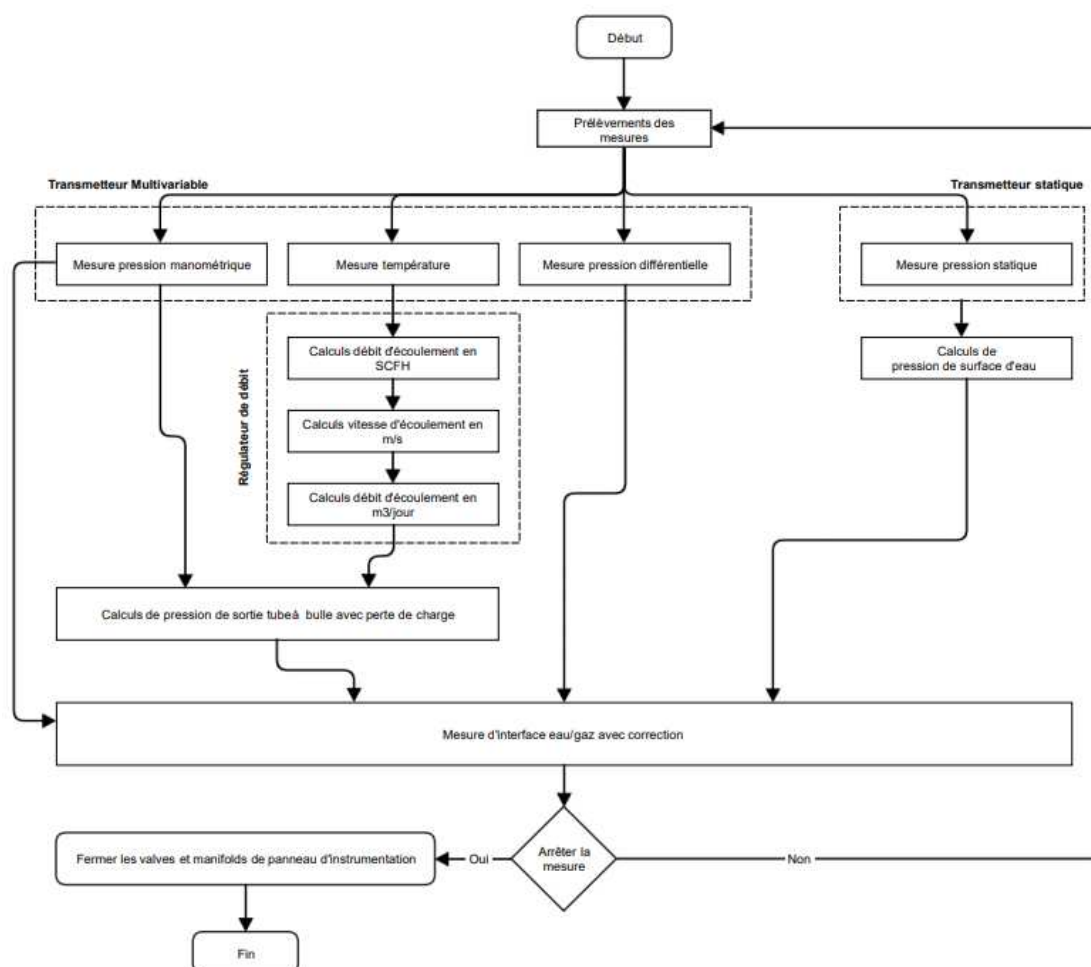 Début
Prélèvements des
mesures
Transmetteur Multivariable
Transmetteur statique
Mesure pression manométrique
Mesure température
Mesure pression différentielle
Mesure pression statique
Régulateur de débit
Calculs débit d'écoulement en
SCFH
Calculs de
pression de surface d'eau
Calculs vitesse d'écoulement en
m/s
Calculs débit d'écoulement en
m3/jour
Calculs de pression de sortie tubeà bulle avec perte de charge
Mesure d'interface eau/gaz avec correction
Fermer les valves et manifolds de panneau d'instrumentation
Oui
Arrêter la
mesure
Non
Fin